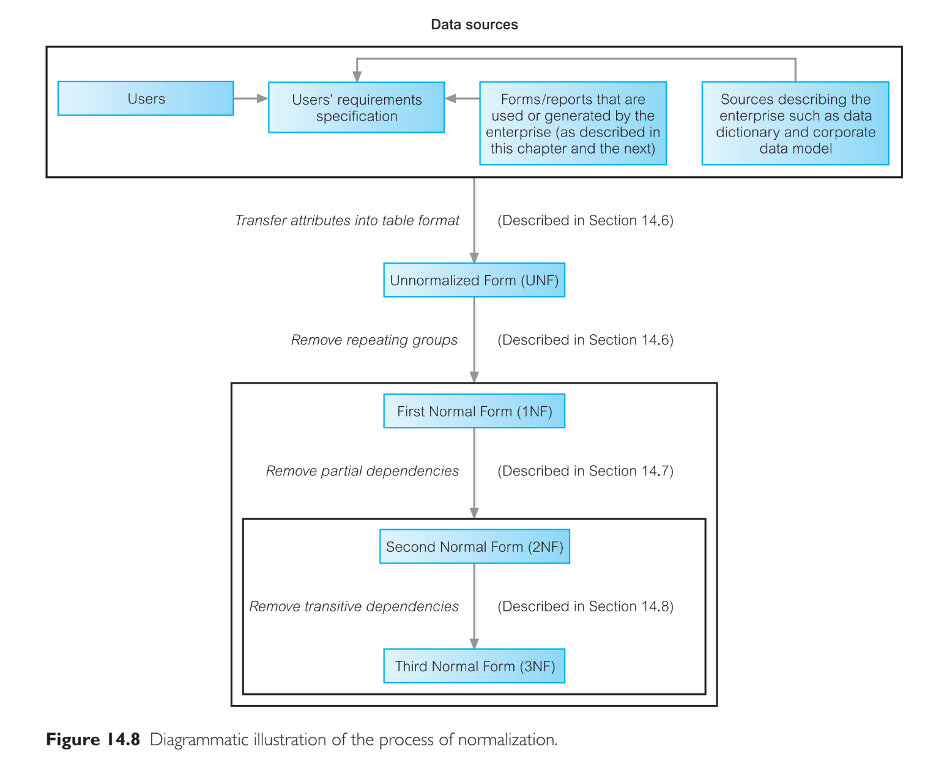 Data sources
Users
Users' requirements
specification
Forms/reports that are
used or generated by the
enterprise (as described in
this chapter and the next)
Sources describing the
enterprise such as data
dictionary and corporate
data model
Transfer attributes into table format
(Described in Section 14.6)
Unnormalized Form (UNF)
Remove repeating groups
(Described in Section 14.6)
First Normal Form (1NF)
Remove partial dependencies
(Described in Section 14.7)
Second Normal Form (2NF)
Remove transitive dependencies
(Described in Section 14.8)
Third Normal Form (3NF)
Figure 14.8 Diagrammatic illustration of the process of normalization.